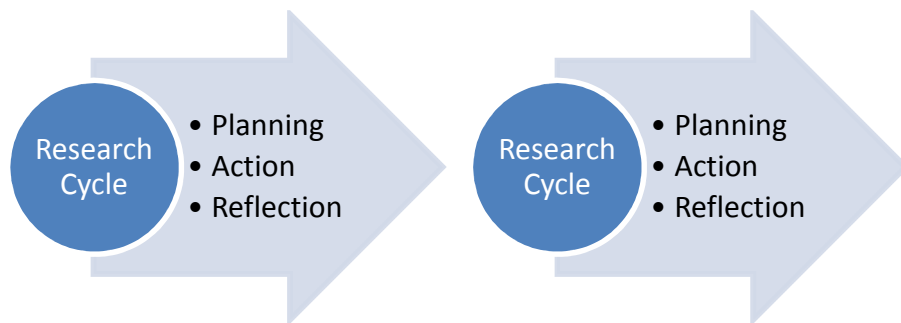 Research
Cycle
• Planning
• Action
• Reflection
Research
Cycle
• Planning
• Action
• Reflection